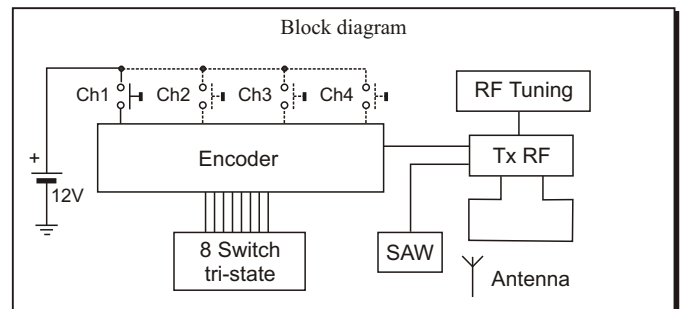 Block diagram
Ch1 Ch2 Ch3 Ch4
RF Tuning
Encoder
Tx RF
+
12V
8 Switch
tri-state
SAW
Antenna